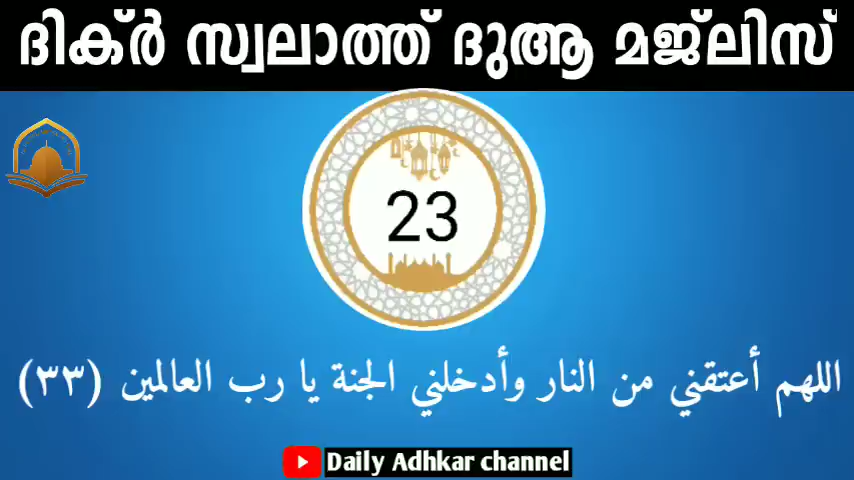 ദിക്ർ സ്വലാത്ത് ദുആ മജ്ലിസ്
23
اللهم أعتقني من النار وأدخلني الجنة يا رب العالمين (٣٣)
Daily Adhkar channel